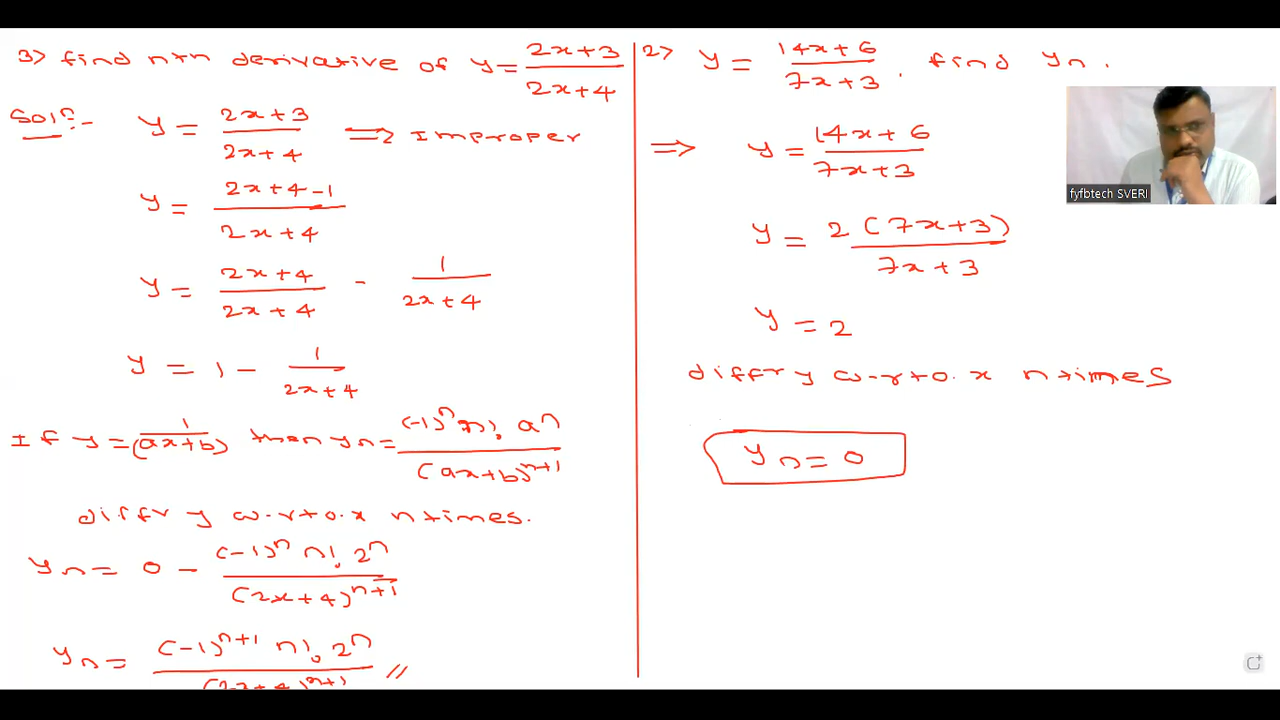 3> find nth derivative of y = (2x+3)/(2x+4)
Sol?:- y = (2x+3)/(2x+4) ⟹ Improper
y = (2x+4-1)/(2x+4)
y = (2x+4)/(2x+4) - 1/(2x+4)
y = 1 - 1/(2x+4)
If y = 1/(ax+b) then yn = (-1)^n n! a^n/(ax+b)^(n+1)
diffr y w.r.to.x n times.
yn = 0 - (-1)^n n! 2^n/(2x+4)^(n+1)
yn = (-1)^(n+1) n! 2^n/(2x+4)^(n+1) //
2> y = (14x+6)/(7x+3). find yn.
⟹ y = (14x+6)/(7x+3)
y = 2(7x+3)/(7x+3)
y = 2
diffr y w.r.to.x n times
yn = 0
fyfbtech SVERI